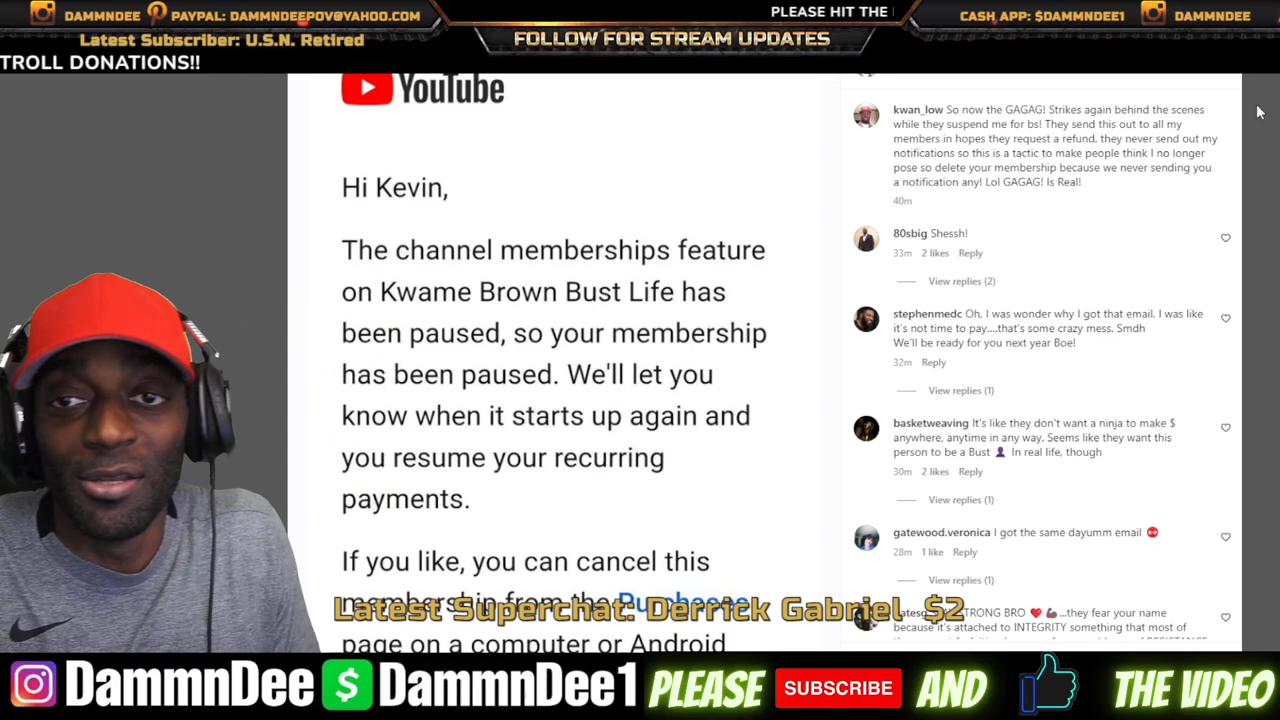 DAMMNDEE PAYPAL: DAMMNDEEPOV@YAHOO.COM
PLEASE HIT THE
CASH APP: $DAMMNDEE1 DAMMNDEE
Latest Subscriber: U.S.N. Retired
FOLLOW FOR STREAM UPDATES
TROLL DONATIONS!!
YouTube
Hi Kevin,
The channel memberships feature
on Kwame Brown Bust Life has
been paused, so your membership
has been paused. We'll let you
know when it starts up again and
you resume your recurring
payments.
If you like, you can cancel this
membership from the Purchases
page on a computer or Android
kwan_low So now the GAGAG! Strikes again behind the scenes
while they suspend me for bs! They send this out to all my
members in hopes they request a refund, they never send out my
notifications so this is a tactic to make people think I no longer
pose so delete your membership because we never sending you
a notification any! Lol GAGAG! Is Real!
40m
80sbig Shessh!
33m 2 likes Reply
View replies (2)
stephenmedc Oh, I was wonder why I got that email. I was like
it's not time to pay....that's some crazy mess. Smdh
We'll be ready for you next year Boe!
32m Reply
View replies (1)
basketweaving It's like they don't want a ninja to make $
anywhere, anytime in any way. Seems like they want this
person to be a Bust In real life, though
30m 2 likes Reply
View replies (1)
gatewood.veronica I got the same dayumm email
28m 1 like Reply
View replies (1)
STRONG BRO ...they fear your name
because it's attached to INTEGRITY something that most of
Latest Superchat: Derrick Gabriel $2
DammnDee $ DammnDee1 PLEASE SUBSCRIBE AND THE VIDEO